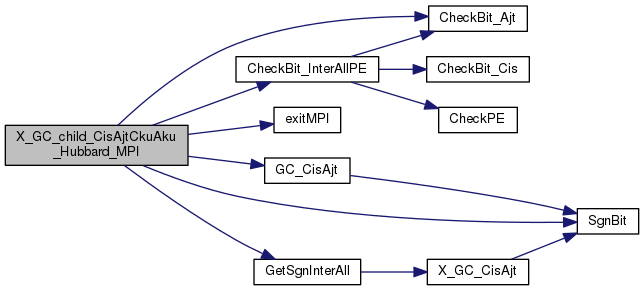 CheckBit_Ajt
CheckBit_InterAllPE
CheckBit_Cis
CheckPE
exitMPI
X_GC_child_CisAjtCkuAku
_Hubbard_MPI
GC_CisAjt
SgnBit
GetSgnInterAll
X_GC_CisAjt